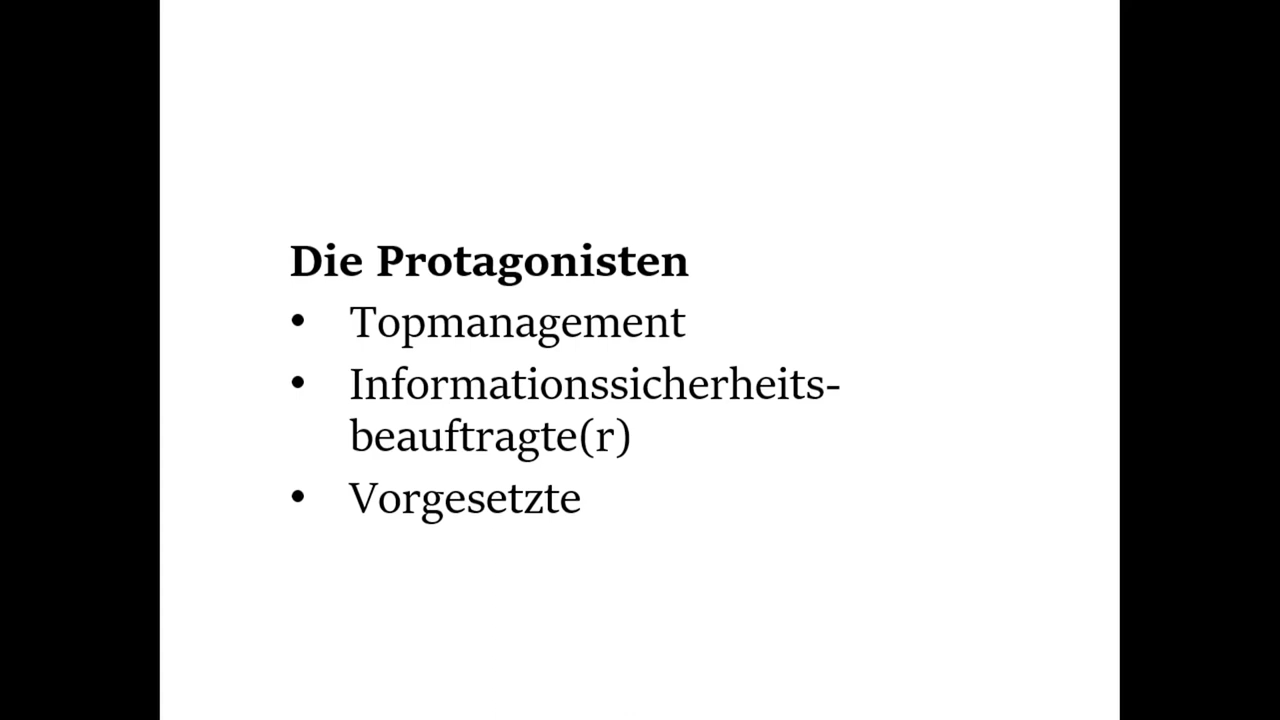 Die Protagonisten
• Topmanagement
• Informationssicherheits-
beauftragte(r)
• Vorgesetzte